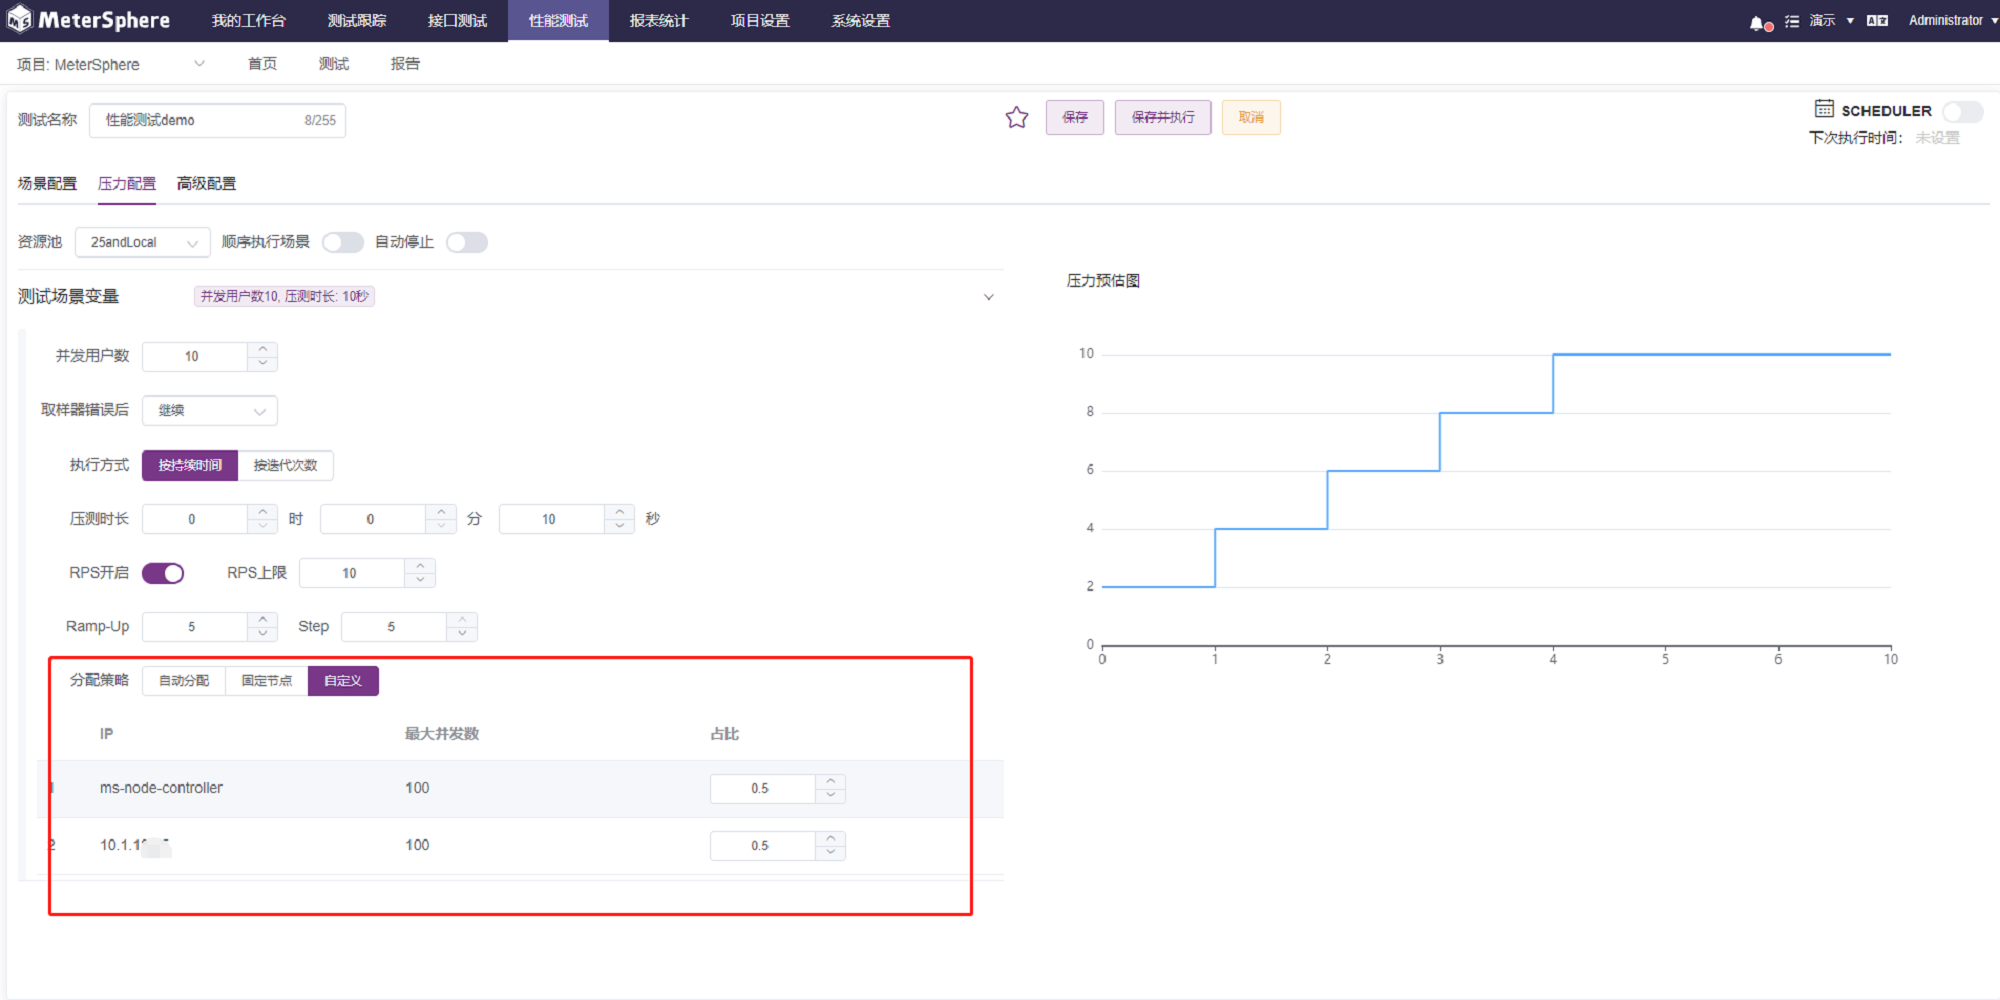 MeterSphere 我的工作台 测试跟踪 接口测试 性能测试 报表统计 项目设置 系统设置 演示 Administrator
项目: MeterSphere 首页 测试 报告
测试名称 性能测试demo 8/255 保存 保存并执行 取消 SCHEDULER
下次执行时间： 未设置
场景配置 压力配置 高级配置
资源池 25andLocal 顺序执行场景 自动停止
压力预估图
测试场景变量 并发用户数10, 压测时长: 10秒
并发用户数 10
取样器错误后 继续
执行方式 按持续时间 按迭代次数
压测时长 0 时 0 分 10 秒
RPS开启 RPS上限 10
Ramp-Up 5 Step 5
10
8
6
4
2
0
0 1 2 3 4 5 6 10
分配策略 自动分配 固定节点 自定义
IP 最大并发数 占比
1 ms-node-controller 100 0.5
2 10.1.1 100 0.5